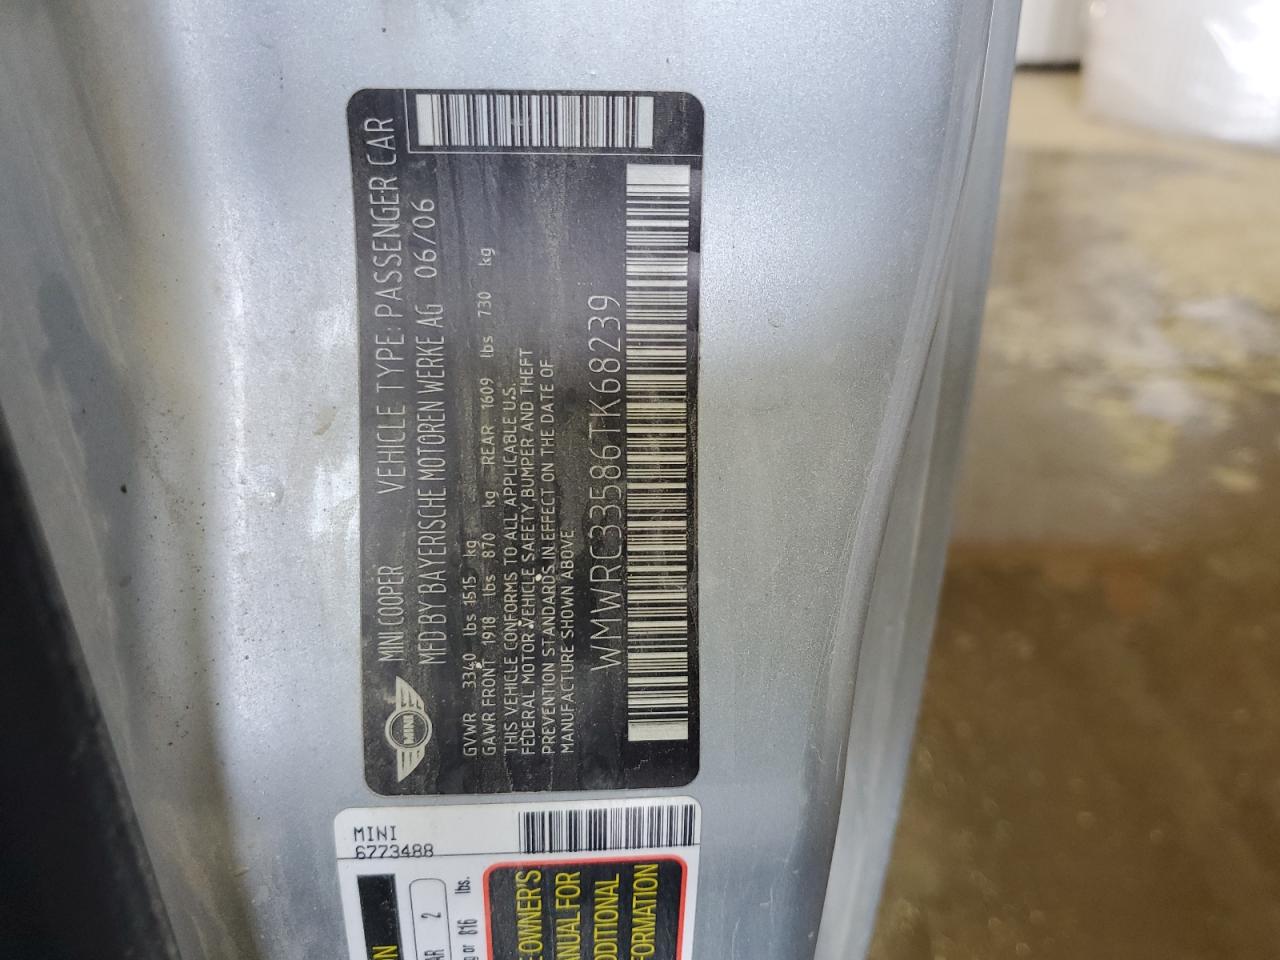 MINI COOPER VEHICLE TYPE: PASSENGER CAR
MFD BY BAYERISCHE MOTOREN WERKE AG 06/06
MINI
GVWR 3340 lbs 1515 kg
GAWR FRONT 1918 lbs 870 kg REAR 1609 lbs 730 kg
THIS VEHICLE CONFORMS TO ALL APPLICABLE U.S.
FEDERAL MOTOR VEHICLE SAFETY, BUMPER AND THEFT
PREVENTION STANDARDS IN EFFECT ON THE DATE OF
MANUFACTURE SHOWN ABOVE
WMWRC33586TK68239
MINI
6773488
2
or 816 lbs.
OWNER'S
FOR